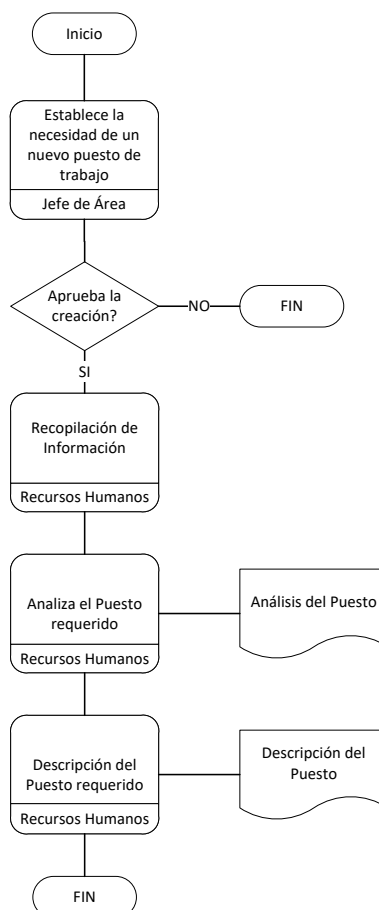 Inicio
Establece la
necesidad de un
nuevo puesto de
trabajo
Jefe de Área
Aprueba la
creación?
NO
FIN
SI
Recopilación de
Información
Recursos Humanos
Analiza el Puesto
requerido
Recursos Humanos
Análisis del Puesto
Descripción del
Puesto requerido
Recursos Humanos
Descripción del
Puesto
FIN